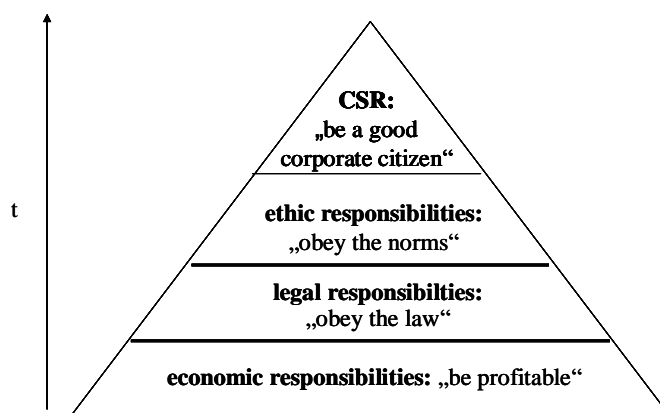 CSR:
„be a good
corporate citizen“
t
ethic responsibilities:
„obey the norms“
legal responsibilties:
„obey the law“
economic responsibilities: „be profitable“